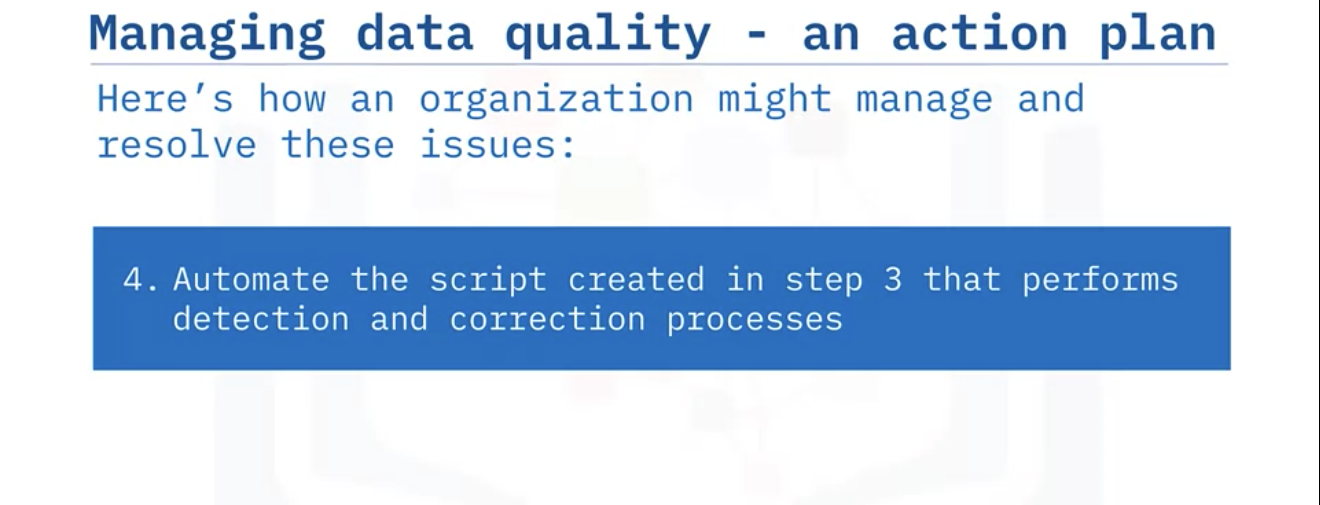 Managing data quality - an action plan
Here’s how an organization might manage and
resolve these issues:
4. Automate the script created in step 3 that performs
detection and correction processes